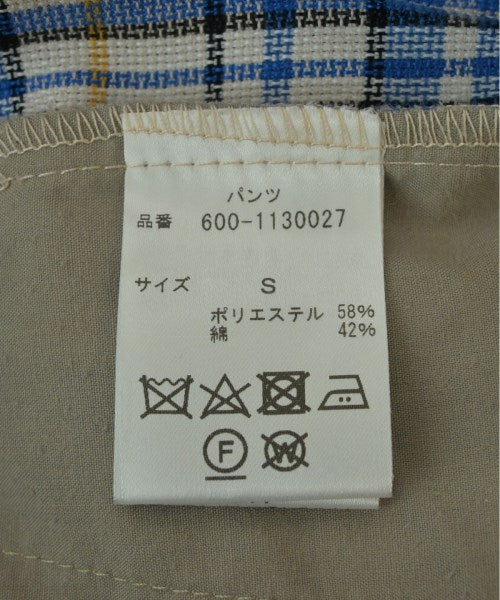 パンツ
品番 600-1130027
サイズ S
ポリエステル 58%
綿 42%
F W